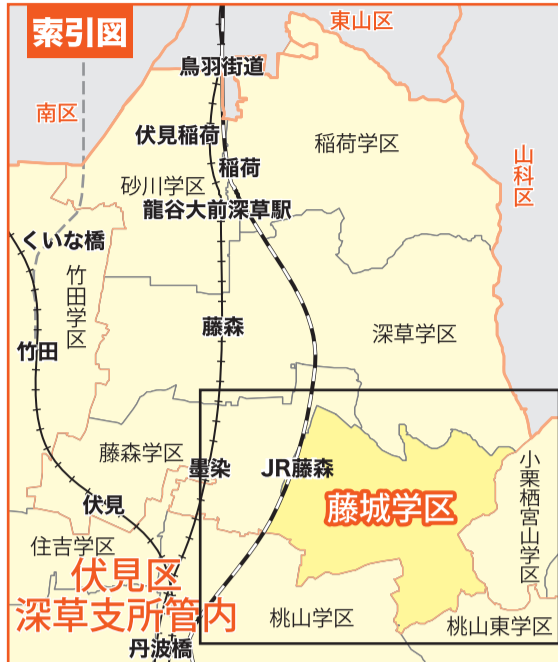 索引図
東山区
鳥羽街道
南区
伏見稲荷
稲荷学区
稲荷
山科区
砂川学区
龍谷大前深草駅
くいな橋
竹田学区
竹田
藤森
深草学区
藤森学区
墨染
JR藤森
小栗栖宮山学区
伏見
藤城学区
住吉学区
伏見区
深草支所管内
桃山学区
桃山東学区
丹波橋